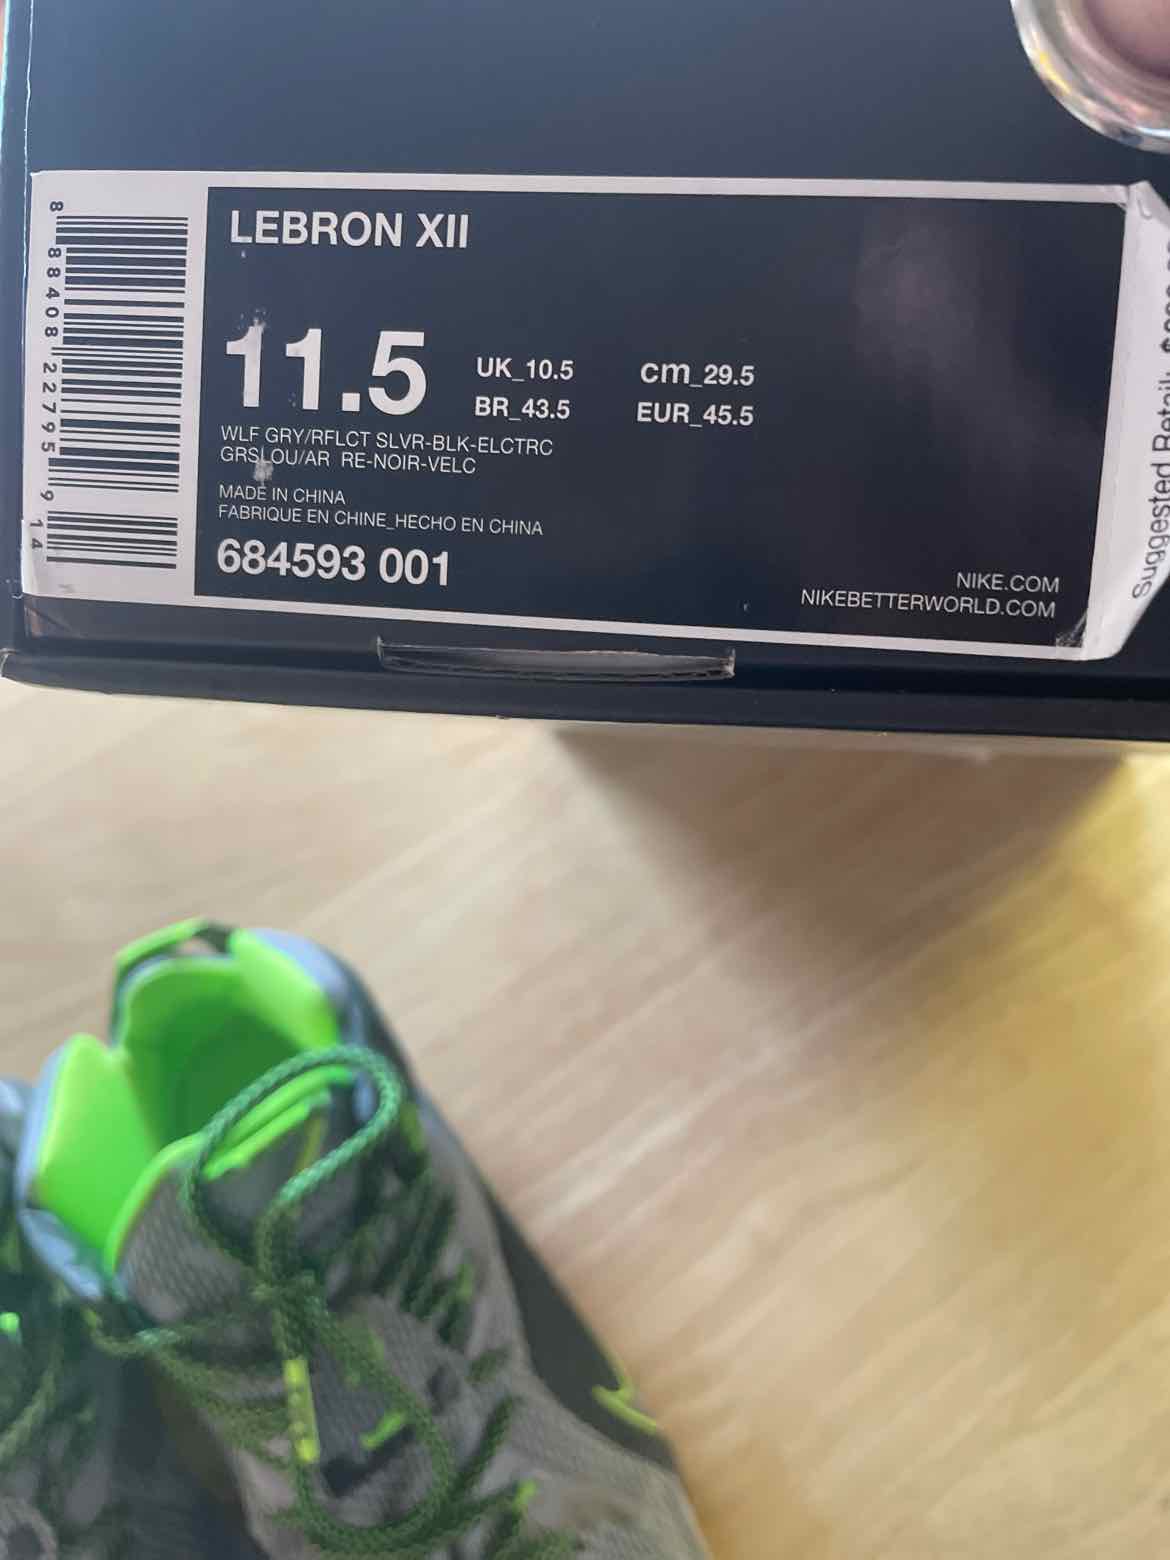 LEBRON XII
11.5
UK_10.5 cm_29.5
BR_43.5 EUR_45.5
WLF GRY/RFLCT SLVR-BLK-ELCTRC
GRSLOU/AR RE-NOIR-VELC
MADE IN CHINA
FABRIQUE EN CHINE_HECHO EN CHINA
684593 001
NIKE.COM
NIKEBETTERWORLD.COM
8 88408 22795 9 14
Suggested Retail: